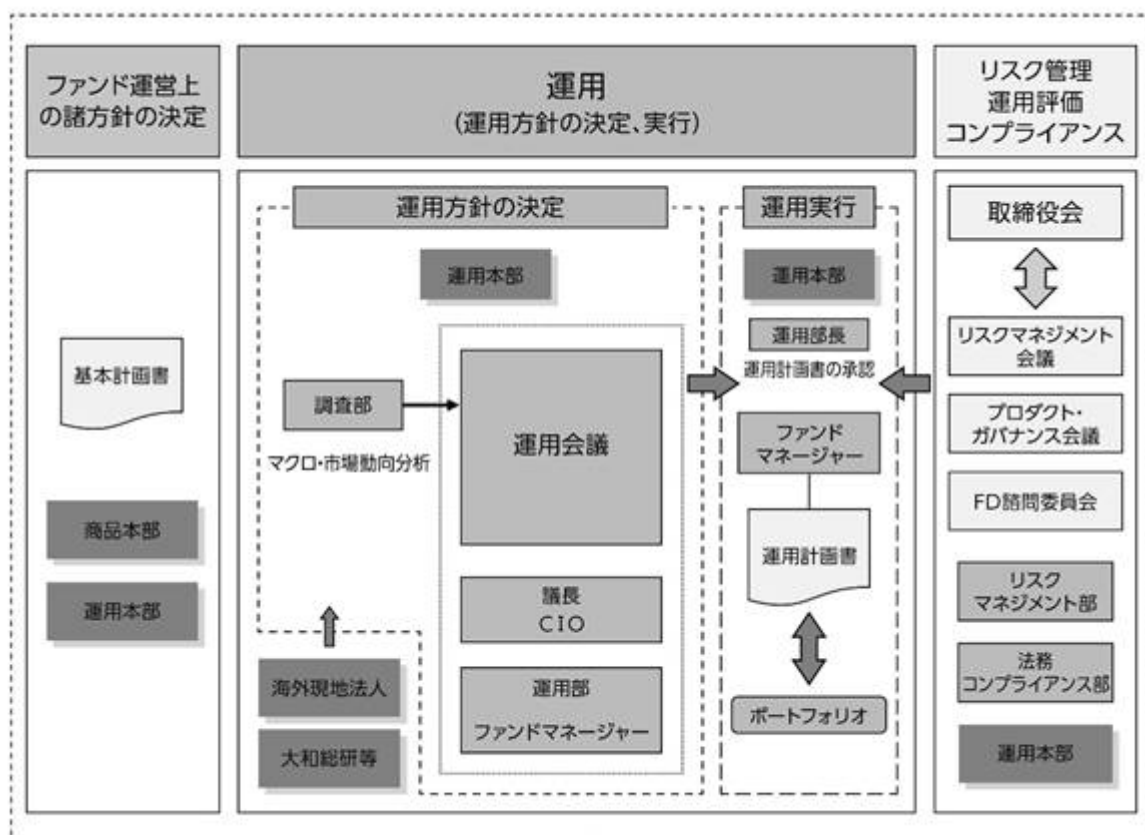 ファンド運営上
の諸方針の決定
基本計画書
商品本部
運用本部
運用
(運用方針の決定、実行)
運用方針の決定
運用本部
調査部
マクロ・市場動向分析
運用会議
議長
CIO
運用部
ファンドマネージャー
海外現地法人
大和総研等
運用実行
運用本部
運用部長
運用計画書の承認
ファンド
マネージャー
運用計画書
ポートフォリオ
リスク管理
運用評価
コンプライアンス
取締役会
リスクマネジメント
会議
プロダクト・
ガバナンス会議
FD諮問委員会
リスク
マネジメント部
法務
コンプライアンス部
運用本部